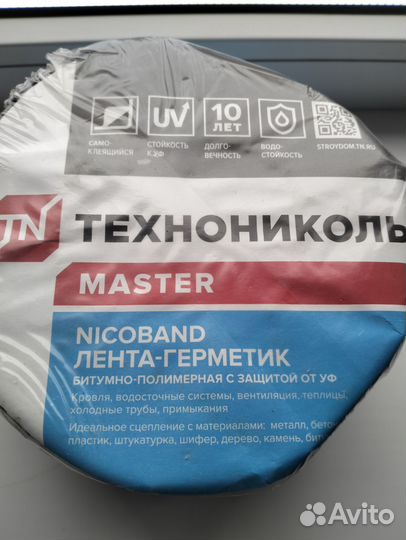 САМО-
КЛЕЯЩИЙСЯ
UV
СТОЙКОСТЬ
К УФ
10
ЛЕТ
ДОЛГО-
ВЕЧНОСТЬ
ВОДО-
СТОЙКОСТЬ
STROYDOM.TN.RU
TN
ТЕХНОНИКОЛЬ
MASTER
NICOBAND
ЛЕНТА-ГЕРМЕТИК
БИТУМНО-ПОЛИМЕРНАЯ С ЗАЩИТОЙ ОТ УФ
Кровля, водосточные системы, вентиляция, теплицы,
холодные трубы, примыкания
Идеальное сцепление с материалами: металл, бетон
пластик, штукатурка, шифер, дерево, камень, бит
Avito